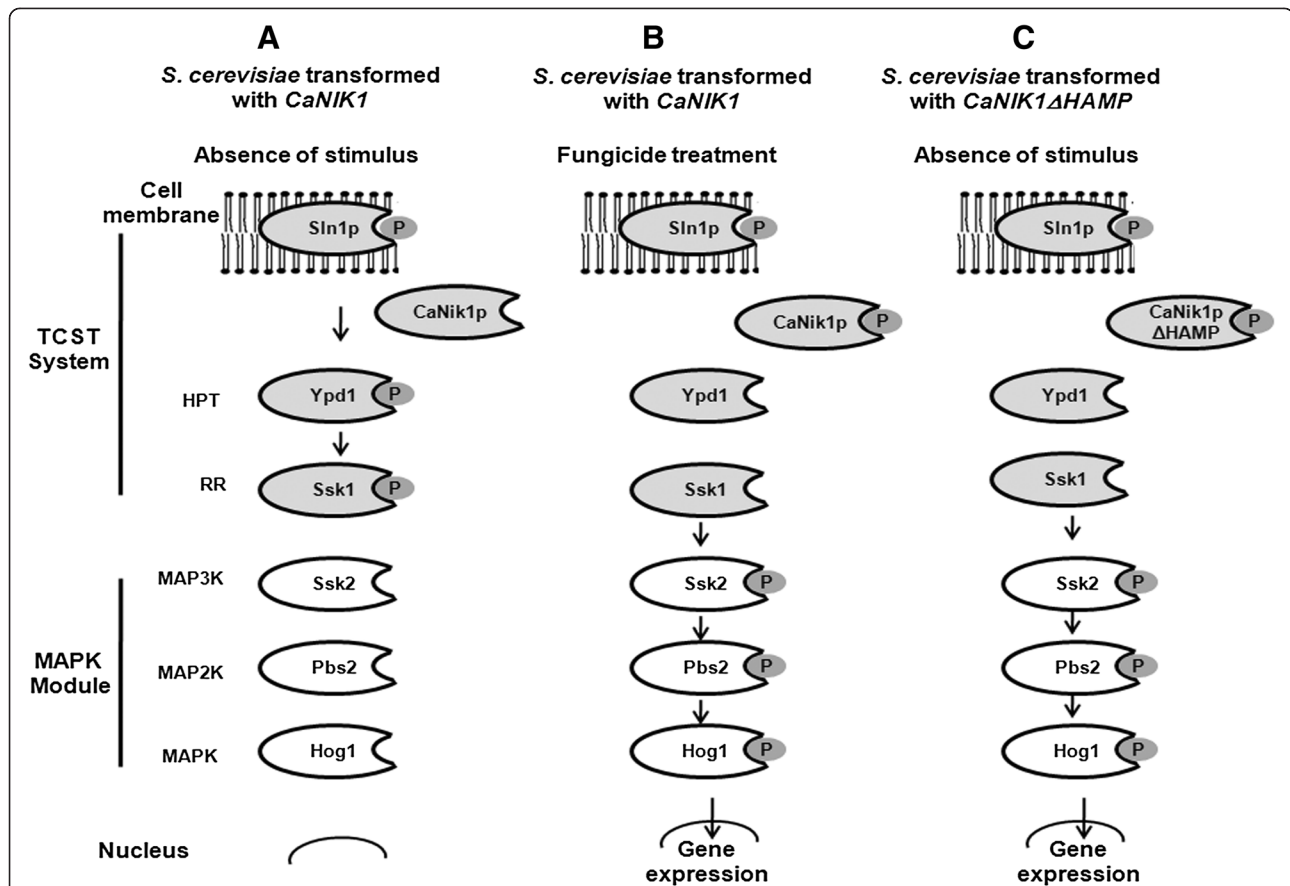 A
S. cerevisiae transformed
with CaNIK1
Absence of stimulus
B
S. cerevisiae transformed
with CaNIK1
Fungicide treatment
C
S. cerevisiae transformed
with CaNIK1ΔHAMP
Absence of stimulus
Cell
membrane
TCST
System
HPT
RR
MAPK
Module
MAP3K
MAP2K
MAPK
Nucleus
Sln1p
P
CaNik1p
Ypd1
P
Ssk1
P
Ssk2
Pbs2
Hog1
Sln1p
P
CaNik1p
P
Ypd1
Ssk1
Ssk2
P
Pbs2
P
Hog1
P
Gene
expression
Sln1p
P
CaNik1p
ΔHAMP
P
Ypd1
Ssk1
Ssk2
P
Pbs2
P
Hog1
P
Gene
expression